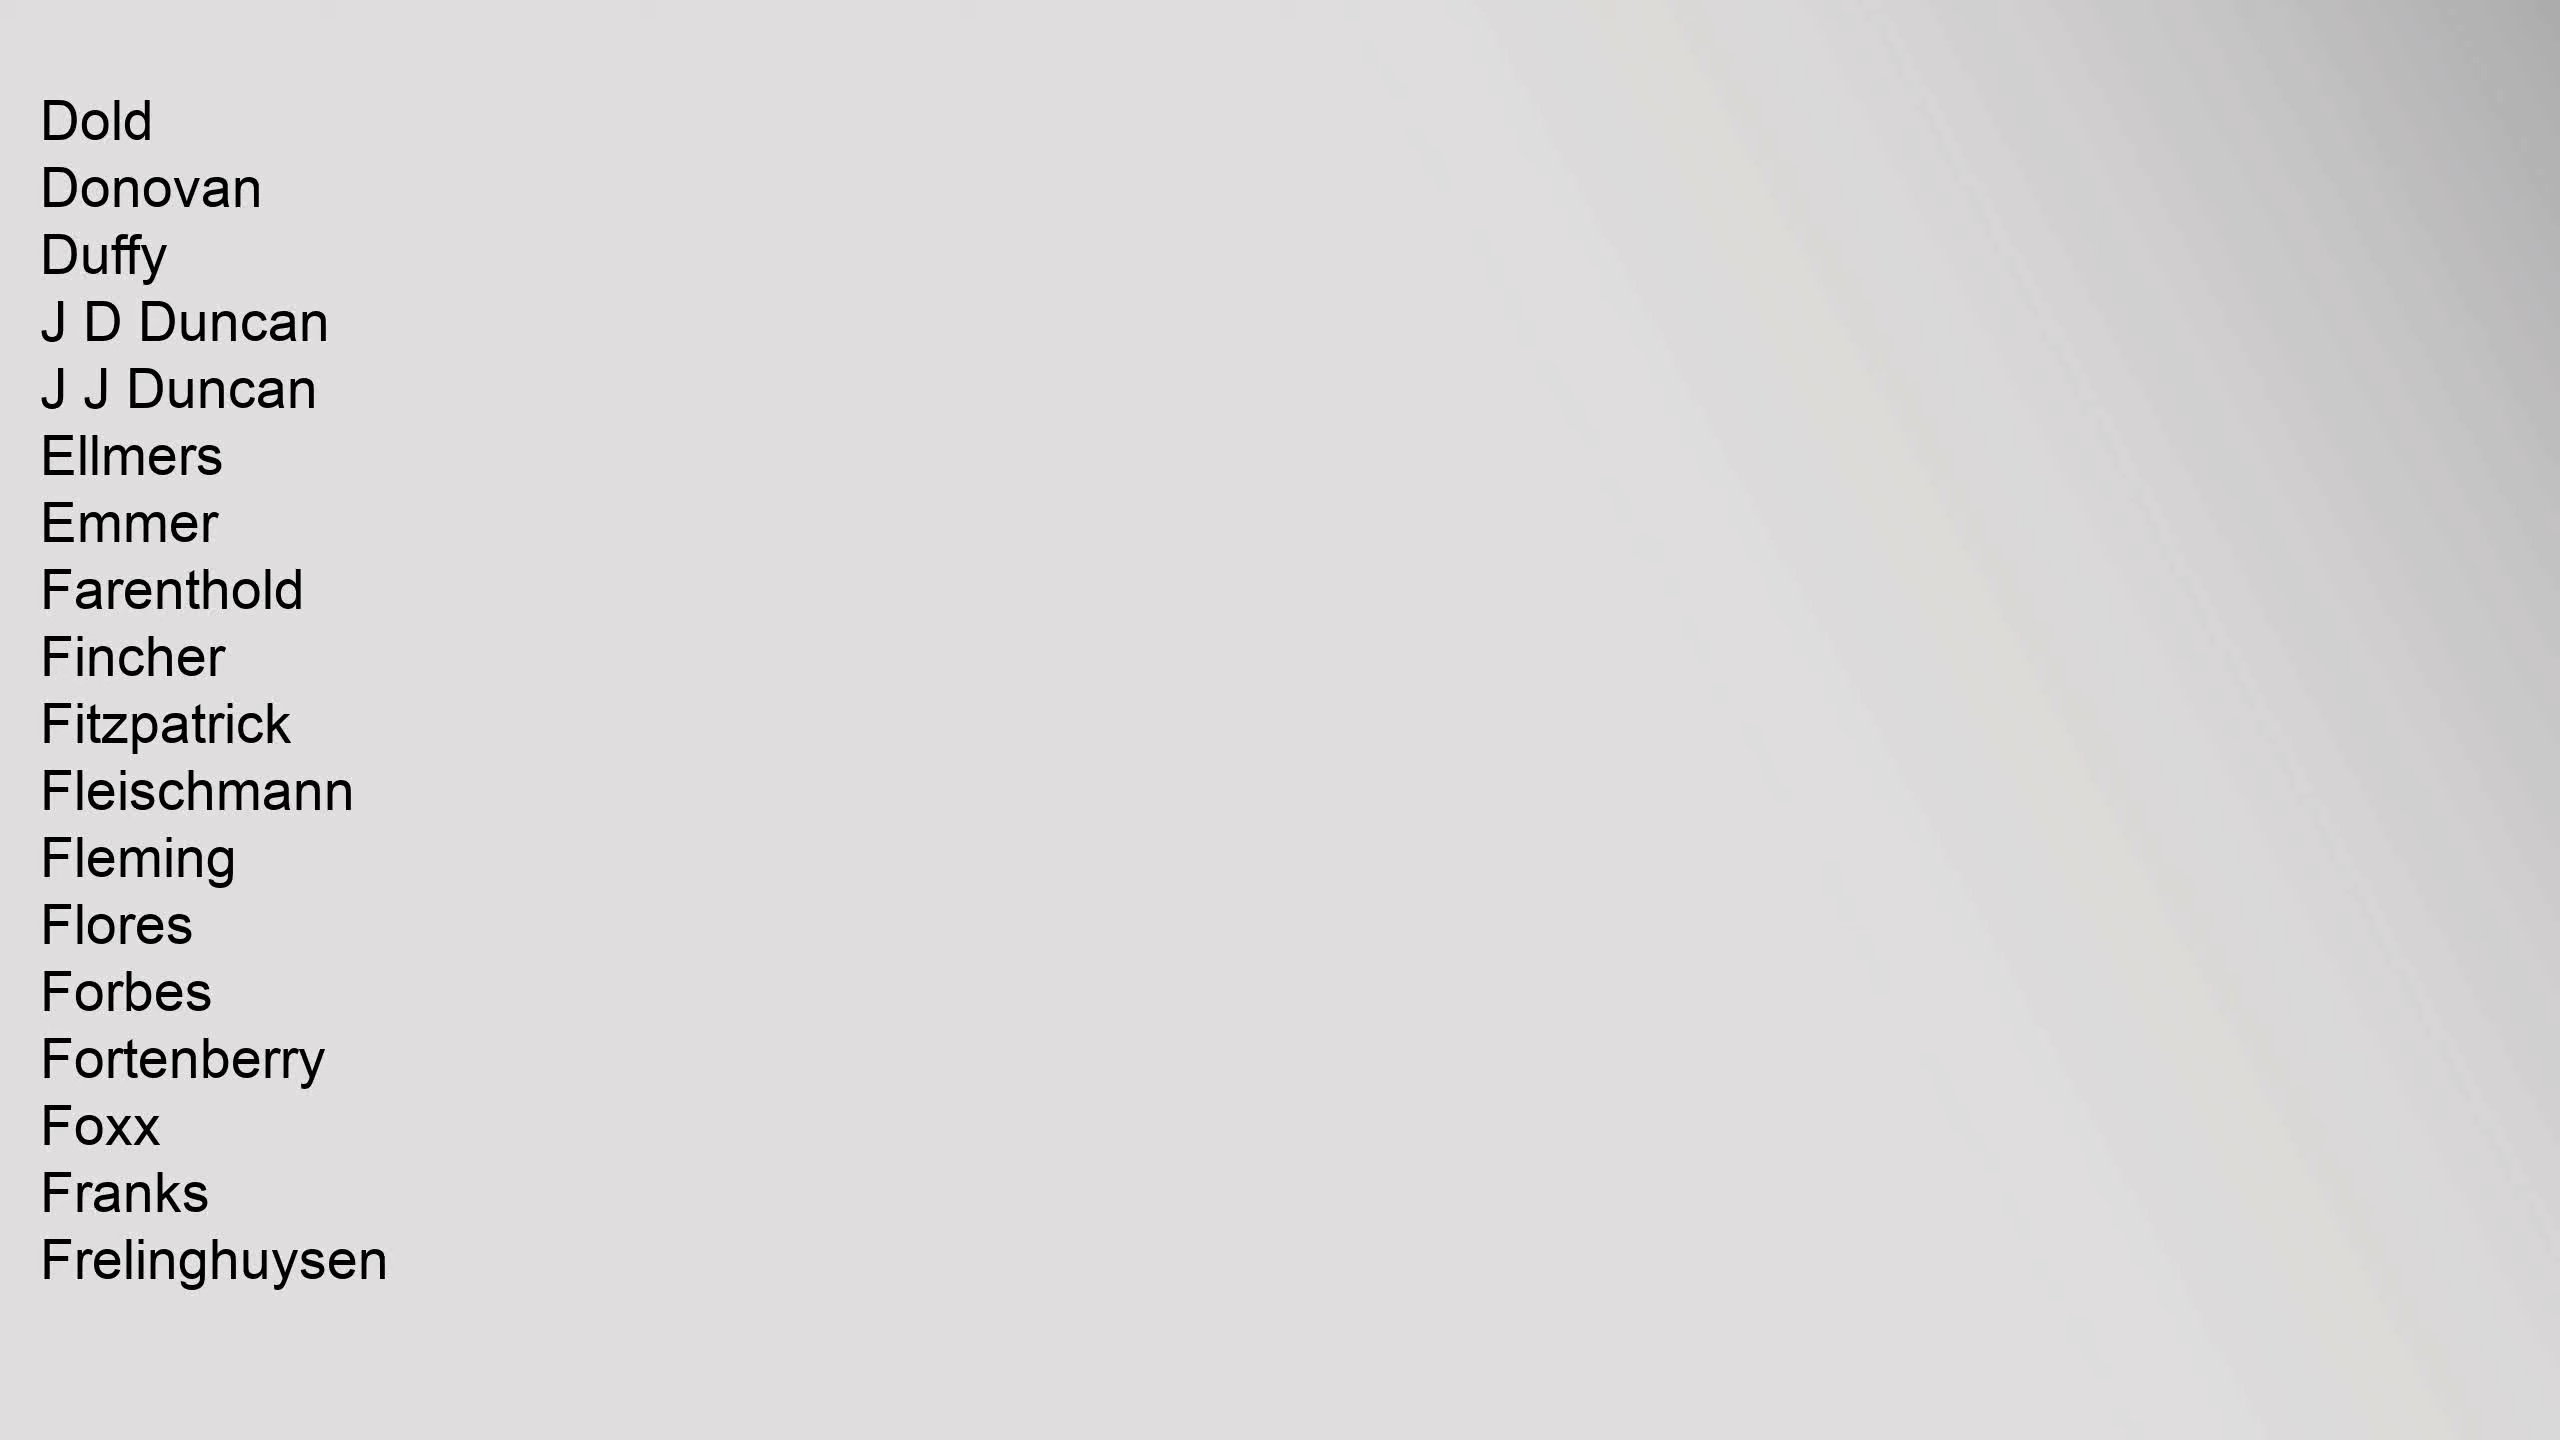 Dold
Donovan
Duffy
J D Duncan
J J Duncan
Ellmers
Emmer
Farenthold
Fincher
Fitzpatrick
Fleischmann
Fleming
Flores
Forbes
Fortenberry
Foxx
Franks
Frelinghuysen